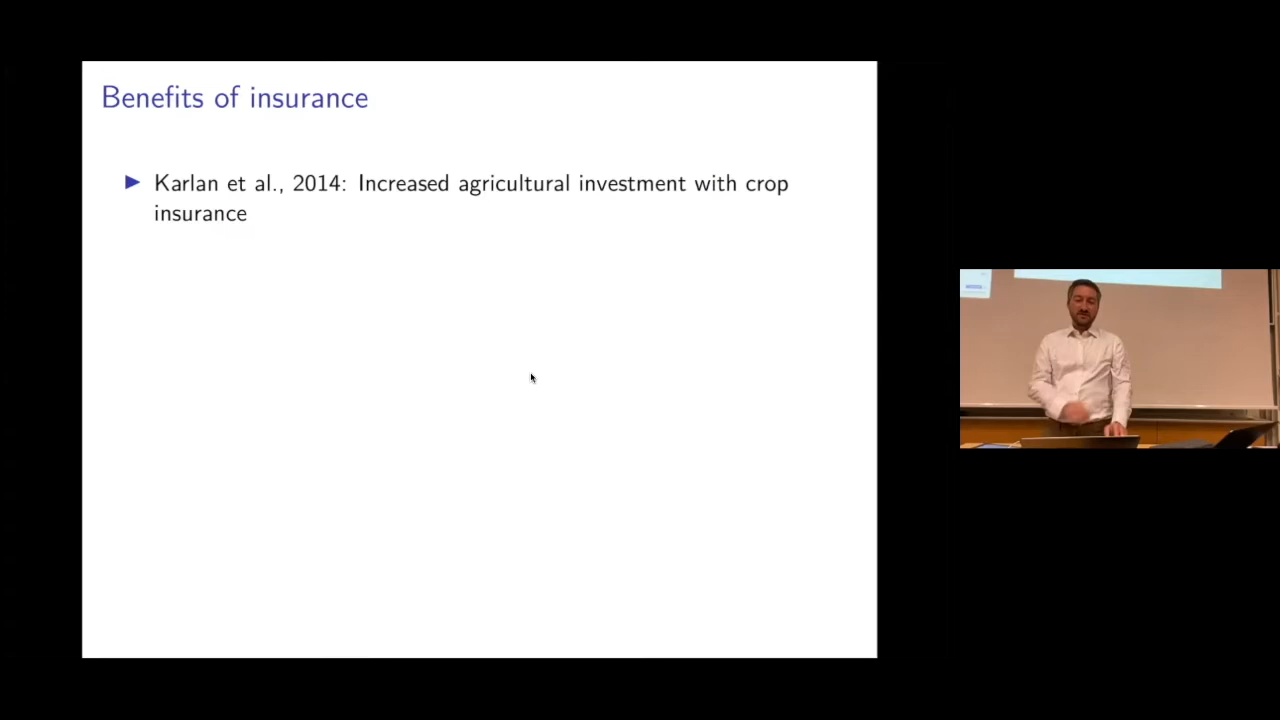 Benefits of insurance
▶ Karlan et al., 2014: Increased agricultural investment with crop
insurance